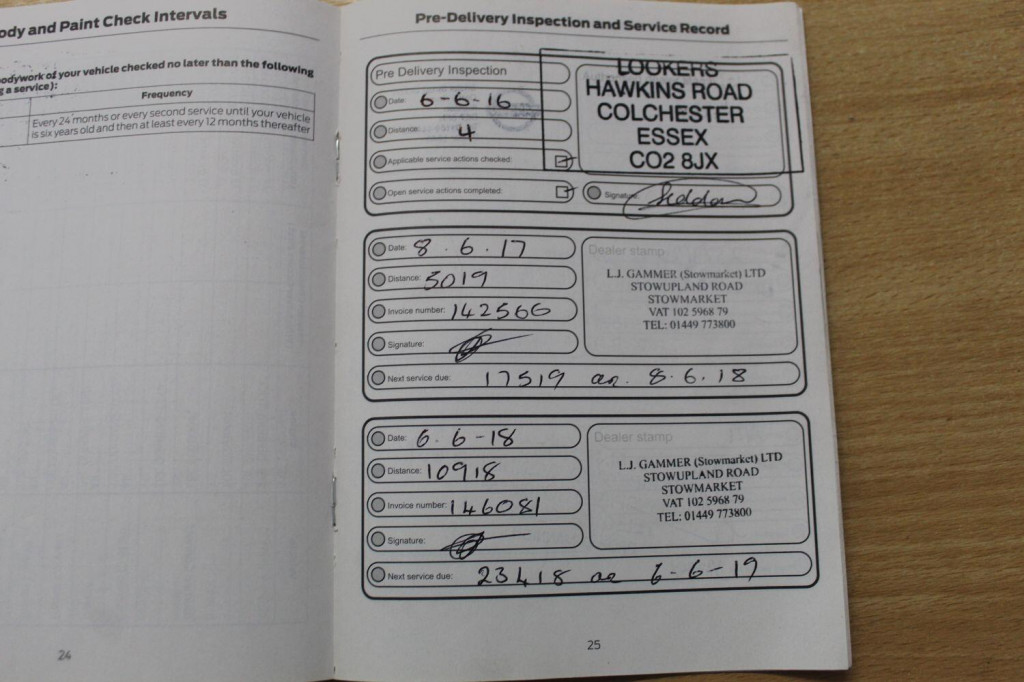 ody and Paint Check Intervals
odywork of your vehicle checked no later than the following
g a service):
Frequency
Every 24 months or every second service until your vehicle
is six years old and then at least every 12 months thereafter
24
Pre-Delivery Inspection and Service Record
Pre Delivery Inspection
Date: 6-6-16
Distance: 4
Applicable service actions checked:
Open service actions completed:
LOOKERS
HAWKINS ROAD
COLCHESTER
ESSEX
CO2 8JX
Signature:
Date: 8.6.17
Distance: 5019
Invoice number: 142566
Signature:
Next service due: 17519 or 8.6.18
Dealer stamp
L.J. GAMMER (Stowmarket) LTD
STOWUPLAND ROAD
STOWMARKET
VAT 102 5968 79
TEL: 01449 773800
Date: 6.6-18
Distance: 10918
Invoice number: 146081
Signature:
Next service due: 23418 or 6-6-19
Dealer stamp
L.J. GAMMER (Stowmarket) LTD
STOWUPLAND ROAD
STOWMARKET
VAT 102 5968 79
TEL: 01449 773800
25